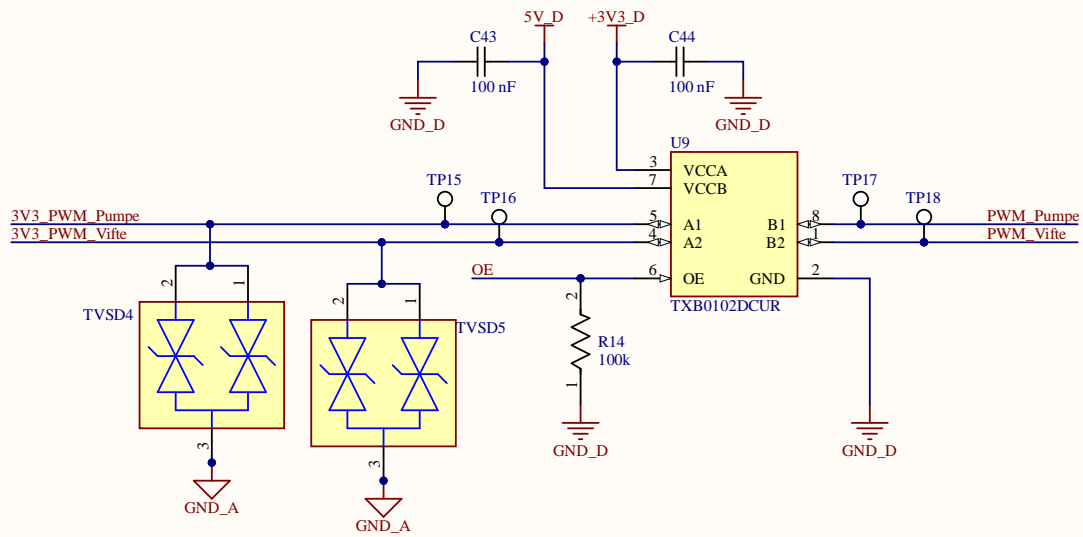 5V_D
+3V3_D
C43
C44
100 nF
100 nF
GND_D
GND_D
U9
3
VCCA
7
VCCB
TP15
TP16
TP17
TP18
3V3_PWM_Pumpe
5
A1
B1
8
PWM_Pumpe
3V3_PWM_Vifte
4
A2
B2
1
PWM_Vifte
OE
6
OE
GND
2
TXB0102DCUR
2
1
TVSD4
2
1
TVSD5
2
R14
100k
1
3
GND_A
3
GND_A
GND_D
GND_D